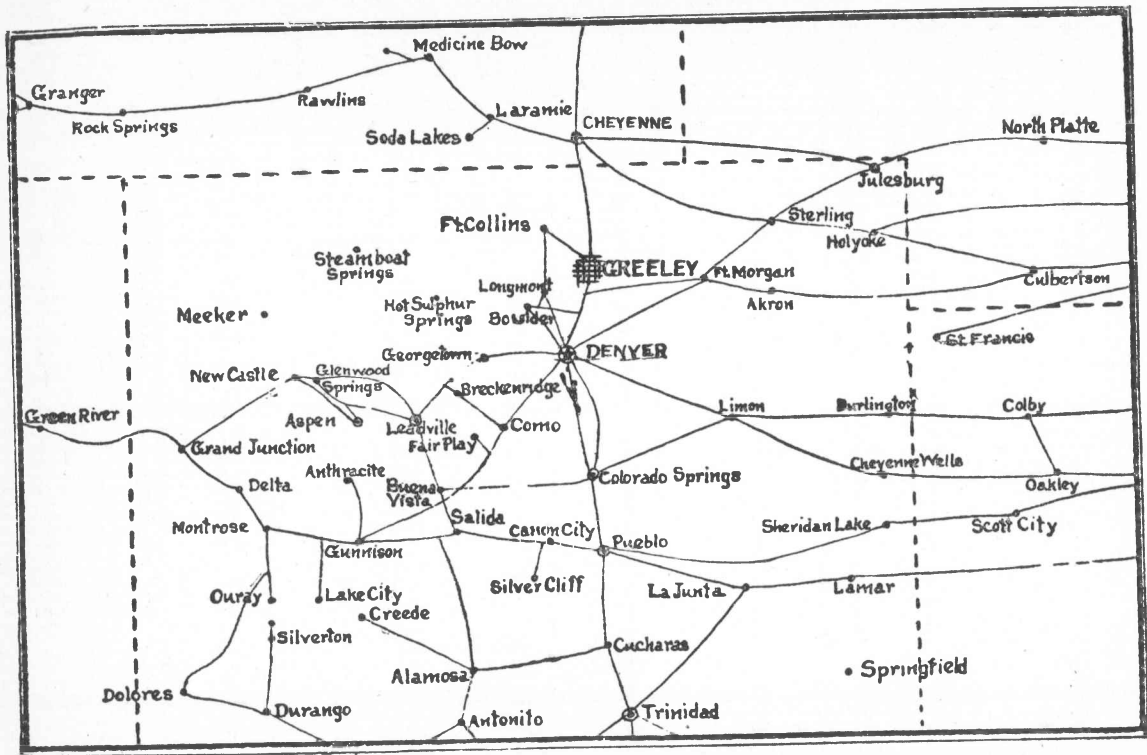 Medicine Bow
Granger
Rawlins
Rock Springs
Laramie
Soda Lakes
CHEYENNE
North Platte
Julesburg
Ft. Collins
Sterling
Holyoke
Steamboat
Springs
GREELEY
Ft. Morgan
Culbertson
Longmont
Akron
Hot Sulphur
Springs
Boulder
Meeker
St Francis
Georgetown
DENVER
New Castle
Glenwood
Springs
Breckenridge
Green River
Aspen
Leadville
Fair Play
Como
Limon
Burlington
Colby
Grand Junction
Anthracite
Colorado Springs
Cheyenne Wells
Oakley
Delta
Buena
Vista
Montrose
Salida
Canon City
Sheridan Lake
Scott City
Gunnison
Pueblo
Silver Cliff
La Junta
Lamar
Ouray
Lake City
Creede
Silverton
Cucharas
Alamosa
Springfield
Dolores
Durango
Antonito
Trinidad